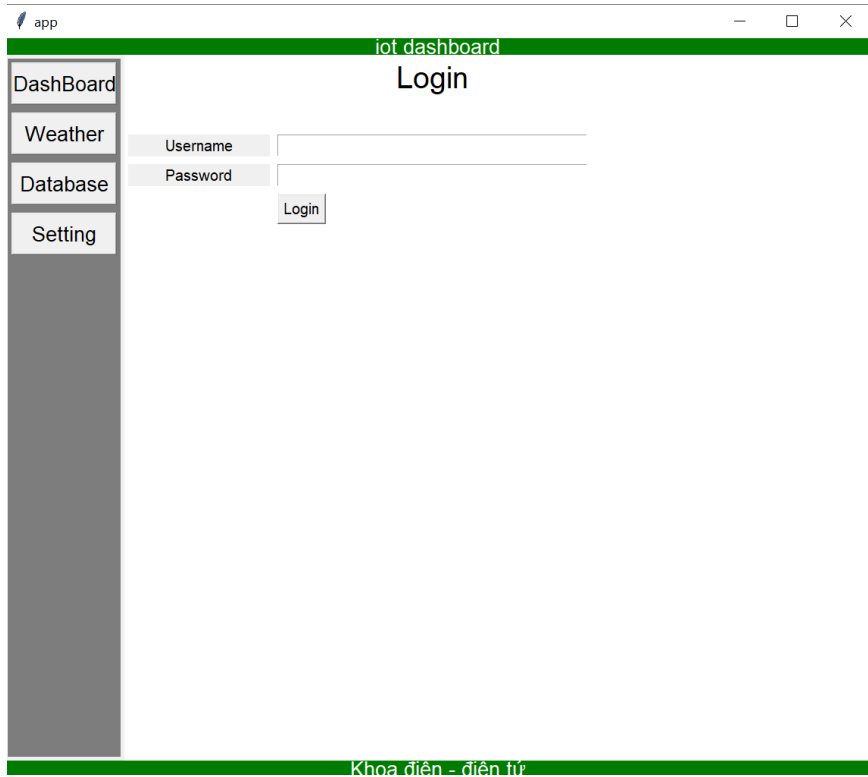 app
iot dashboard
DashBoard
Weather
Database
Setting
Login
Username
Password
Login
Khoa điện - điện tử